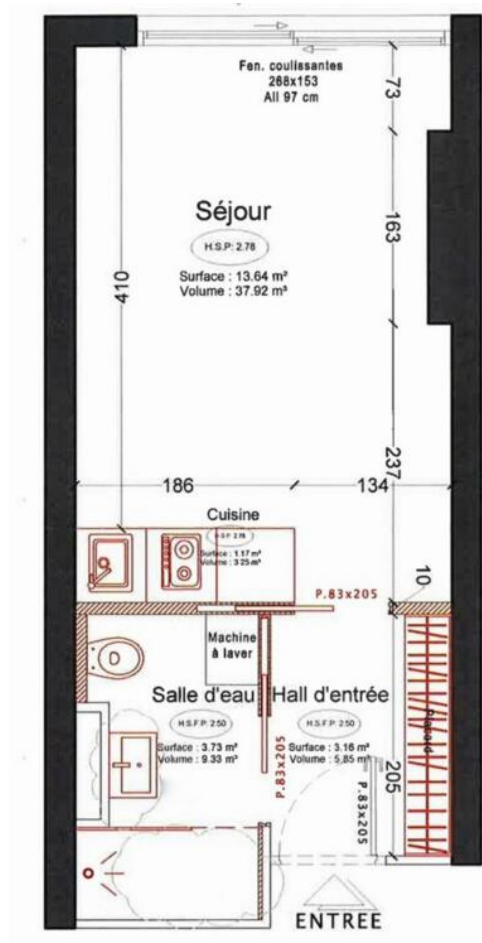 Fen. coulissantes
268x153
All 97 cm
73
Séjour
H.S.P: 2.78
Surface : 13.64 m²
Volume : 37.92 m³
163
410
237
186
134
Cuisine
H.S.P 2.78
Surface : 1.17 m²
Volume : 3.25 m³
P.83x205
10
Machine
à laver
Salle d'eau
H.S.F.P: 2.50
Surface : 3.73 m²
Volume : 9.33 m³
Hall d'entrée
H.S.F.P: 2.50
Surface : 3.16 m²
Volume : 5.85 m³
Placard
P.83x205
P.83x205
205
ENTREE